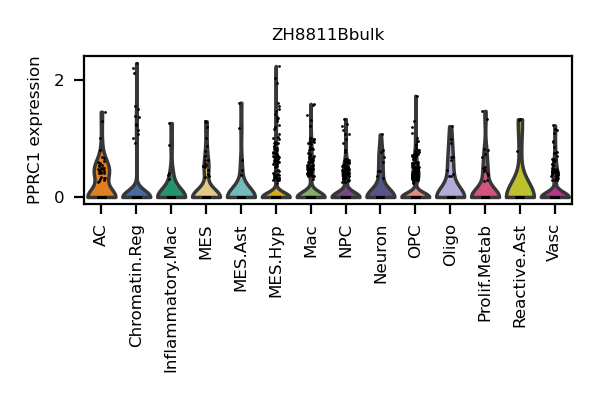 ZH8811Bbulk
PPRC1 expression
2
0
AC
Chromatin.Reg
Inflammatory.Mac
MES
MES.Ast
MES.Hyp
Mac
NPC
Neuron
OPC
Oligo
Prolif.Metab
Reactive.Ast
Vasc